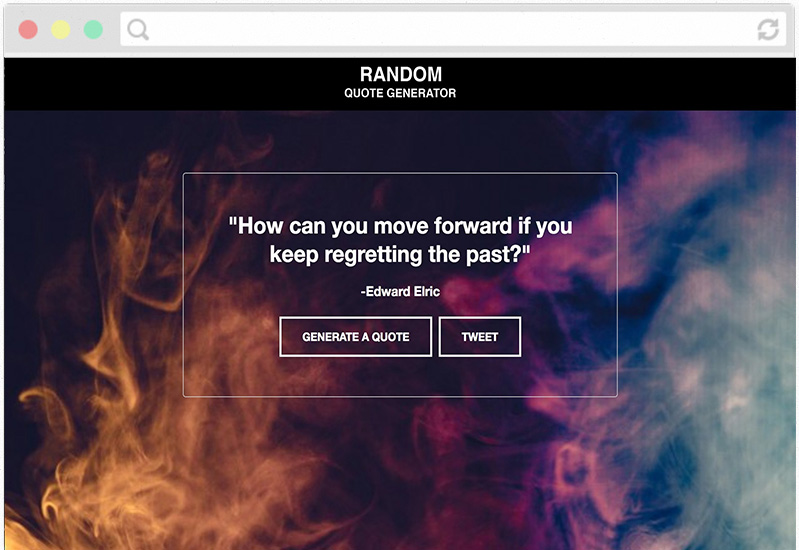 RANDOM
QUOTE GENERATOR
"How can you move forward if you
keep regretting the past?"
-Edward Elric
GENERATE A QUOTE
TWEET